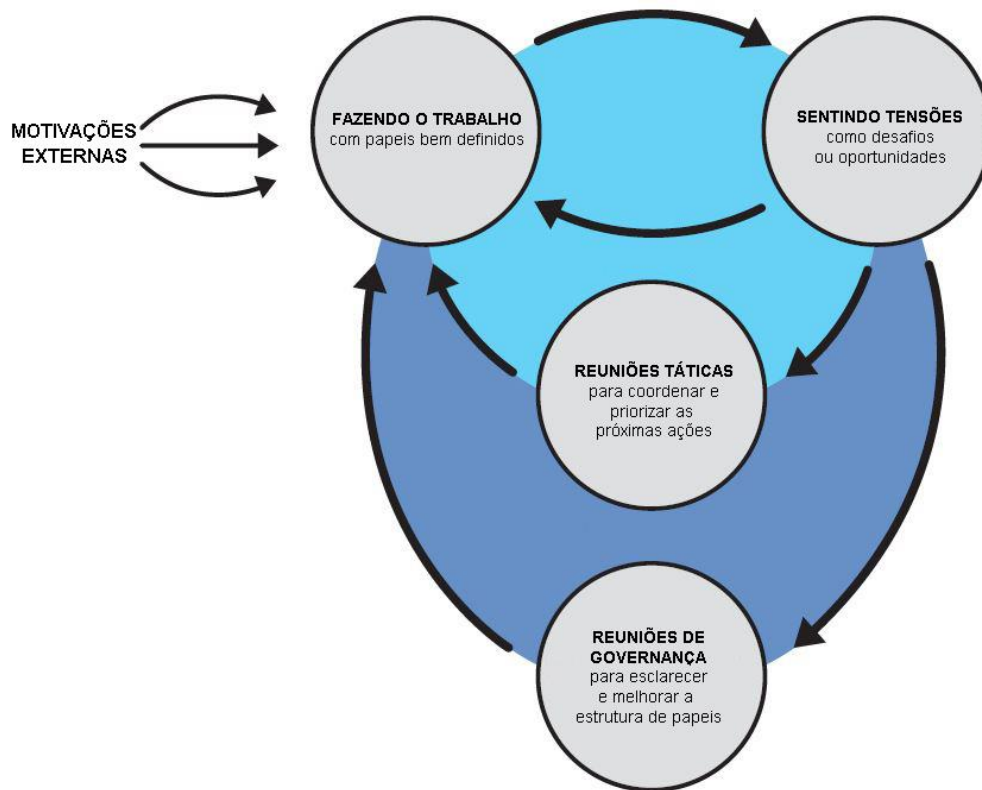 MOTIVAÇÕES
EXTERNAS
FAZENDO O TRABALHO
com papeis bem definidos
SENTINDO TENSÕES
como desafios
ou oportunidades
REUNIÕES TÁTICAS
para coordenar e
priorizar as
próximas ações
REUNIÕES DE
GOVERNANÇA
para esclarecer
e melhorar a
estrutura de papeis